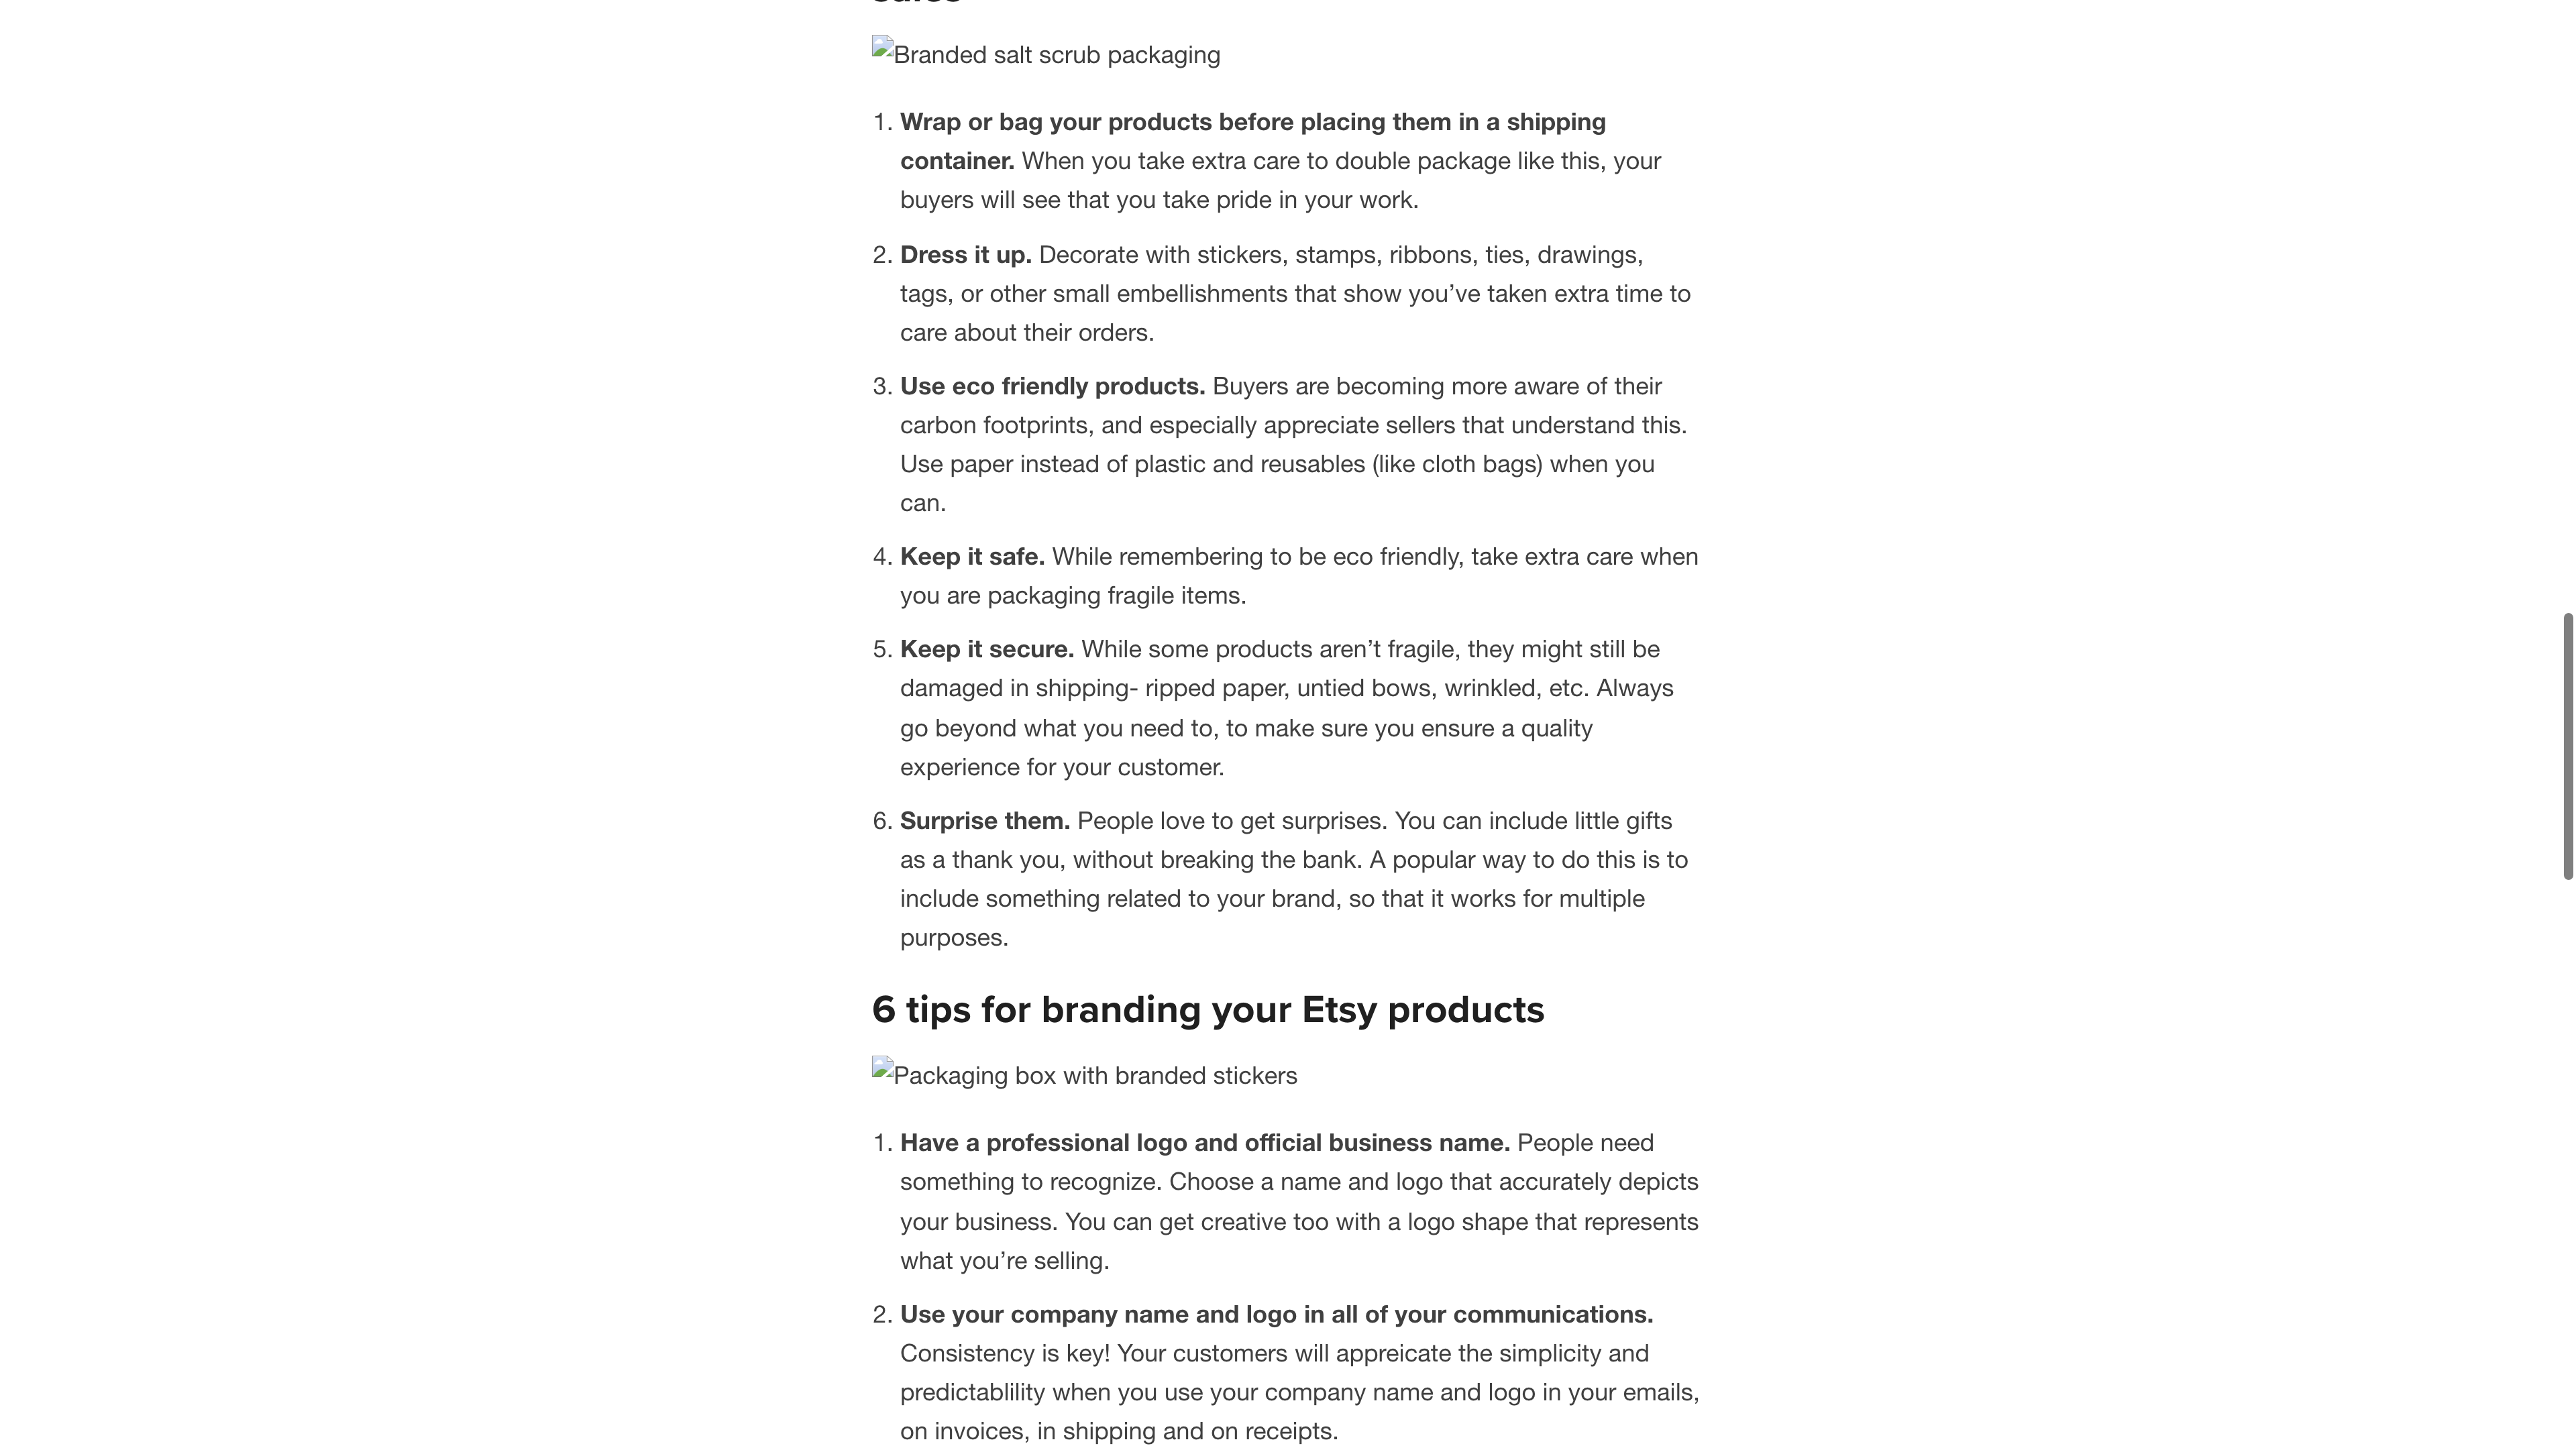 Branded salt scrub packaging
1. Wrap or bag your products before placing them in a shipping
container. When you take extra care to double package like this, your
buyers will see that you take pride in your work.
2. Dress it up. Decorate with stickers, stamps, ribbons, ties, drawings,
tags, or other small embellishments that show you’ve taken extra time to
care about their orders.
3. Use eco friendly products. Buyers are becoming more aware of their
carbon footprints, and especially appreciate sellers that understand this.
Use paper instead of plastic and reusables (like cloth bags) when you
can.
4. Keep it safe. While remembering to be eco friendly, take extra care when
you are packaging fragile items.
5. Keep it secure. While some products aren’t fragile, they might still be
damaged in shipping- ripped paper, untied bows, wrinkled, etc. Always
go beyond what you need to, to make sure you ensure a quality
experience for your customer.
6. Surprise them. People love to get surprises. You can include little gifts
as a thank you, without breaking the bank. A popular way to do this is to
include something related to your brand, so that it works for multiple
purposes.
6 tips for branding your Etsy products
Packaging box with branded stickers
1. Have a professional logo and official business name. People need
something to recognize. Choose a name and logo that accurately depicts
your business. You can get creative too with a logo shape that represents
what you’re selling.
2. Use your company name and logo in all of your communications.
Consistency is key! Your customers will appreicate the simplicity and
predictablility when you use your company name and logo in your emails,
on invoices, in shipping and on receipts.